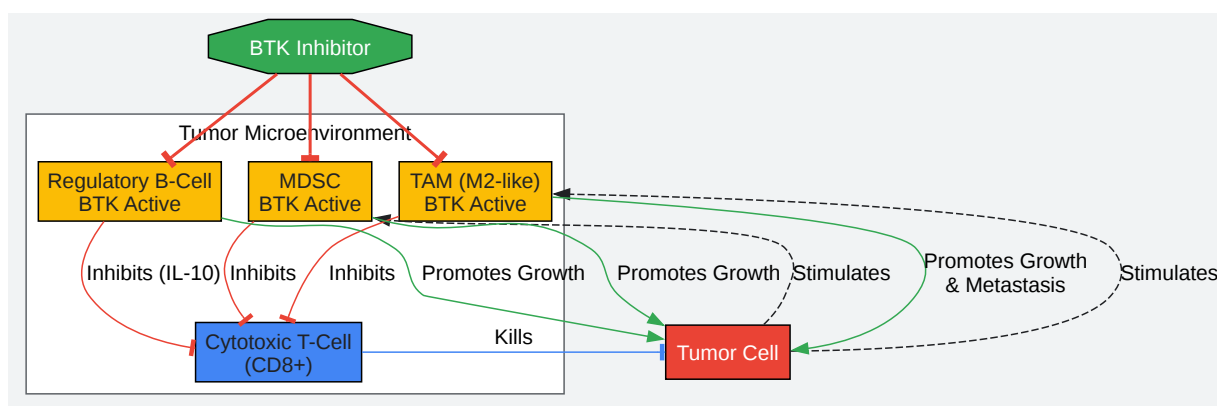 BTK Inhibitor
Tumor Microenvironment
Regulatory B-Cell
BTK Active
MDSC
BTK Active
TAM (M2-like)
BTK Active
Inhibits (IL-10)
Inhibits
Inhibits
Promotes Growth
Promotes Growth
Stimulates
Promotes Growth
& Metastasis
Stimulates
Cytotoxic T-Cell
(CD8+)
Kills
Tumor Cell